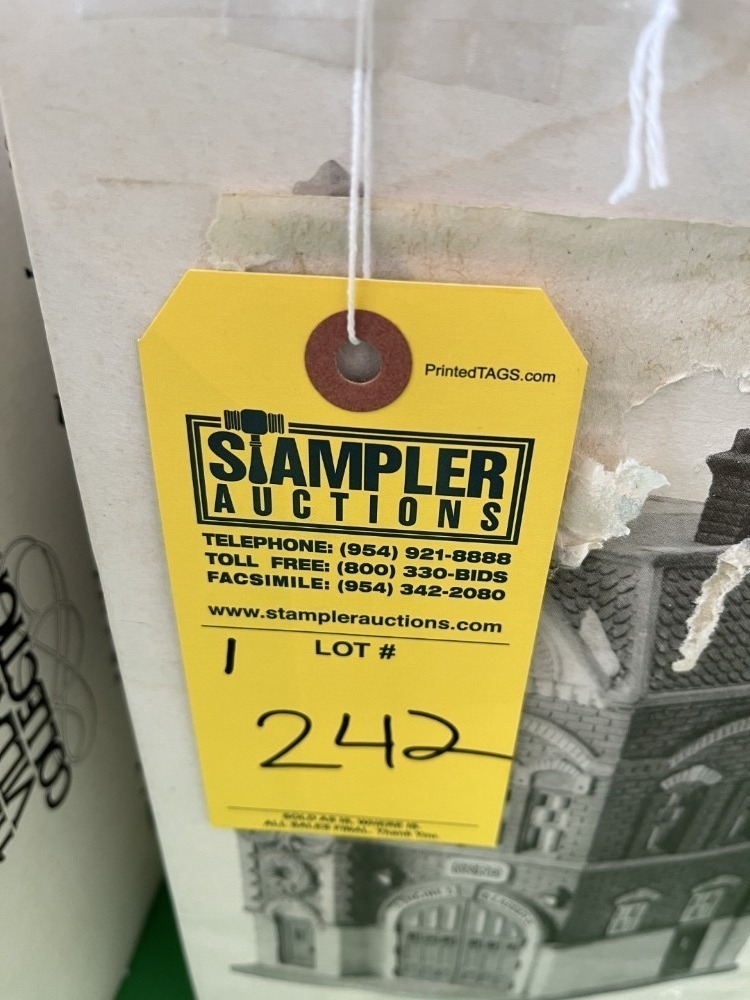 PrintedTAGS.com
STAMPLER
AUCTIONS
TELEPHONE: (954) 921-8888
TOLL FREE: (800) 330-BIDS
FACSIMILE: (954) 342-2080
www.stamplerauctions.com
1 LOT #
242
SOLD AS IS, WHERE IS.
ALL SALES FINAL. Thank You.
COLLECTION